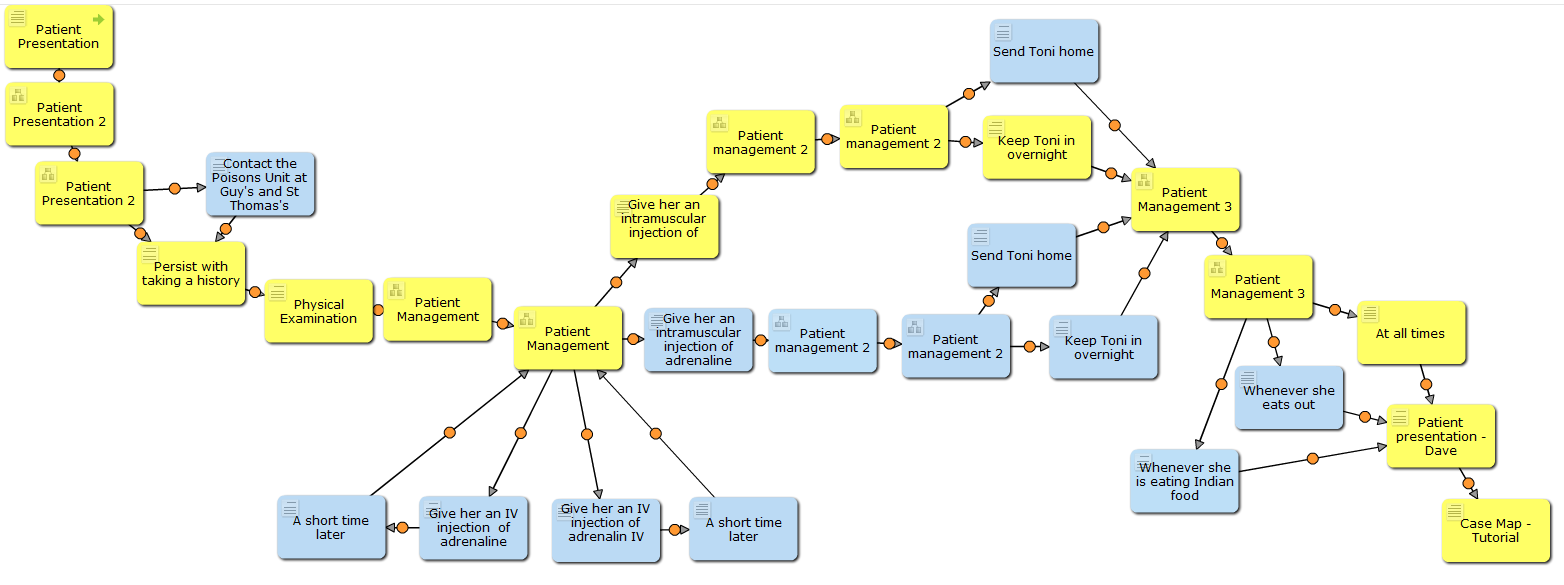 Patient
Presentation
Patient
Presentation 2
Patient
Presentation 2
Contact the
Poisons Unit at
Guy's and St
Thomas's
Persist with
taking a history
Physical
Examination
Patient
Management
Patient
Management
Give her an
intramuscular
injection of
Patient
management 2
Patient
management 2
Send Toni home
Keep Toni in
overnight
Give her an
intramuscular
injection of
adrenaline
Patient
management 2
Patient
management 2
Send Toni home
Keep Toni in
overnight
A short time
later
Give her an IV
injection of
adrenaline
Give her an IV
injection of
adrenalin IV
A short time
later
Patient
Management 3
Patient
Management 3
At all times
Whenever she
eats out
Whenever she
is eating Indian
food
Patient
presentation -
Dave
Case Map -
Tutorial